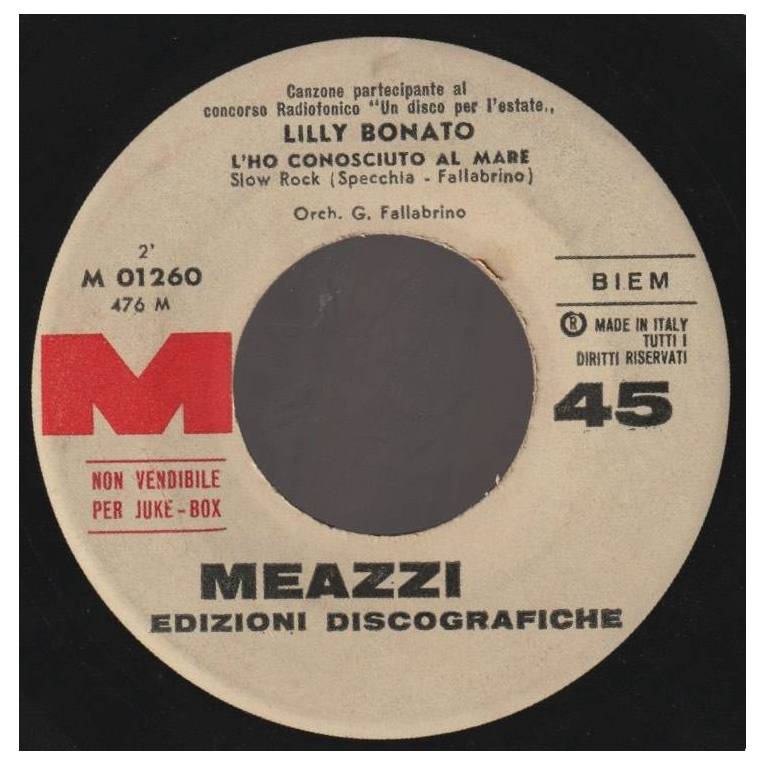 Canzone partecipante al
concorso Radiofonico "Un disco per l'estate„
LILLY BONATO
L'HO CONOSCIUTO AL MARE
Slow Rock (Specchia - Fallabrino)
Orch. G. Fallabrino
2'
M 01260
476 M
BIEM
Ⓡ MADE IN ITALY
TUTTI I
DIRITTI RISERVATI
M
45
NON VENDIBILE
PER JUKE-BOX
MEAZZI
EDIZIONI DISCOGRAFICHE